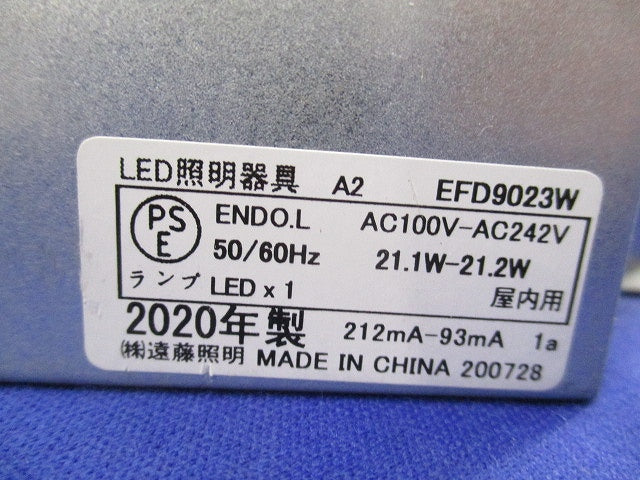 LED照明器具 A2 EFD9023W
PSE ENDO.L AC100V-AC242V
50/60Hz 21.1W-21.2W
ランプ LED x 1 屋内用
2020年製 212mA-93mA 1a
㈱遠藤照明 MADE IN CHINA 200728